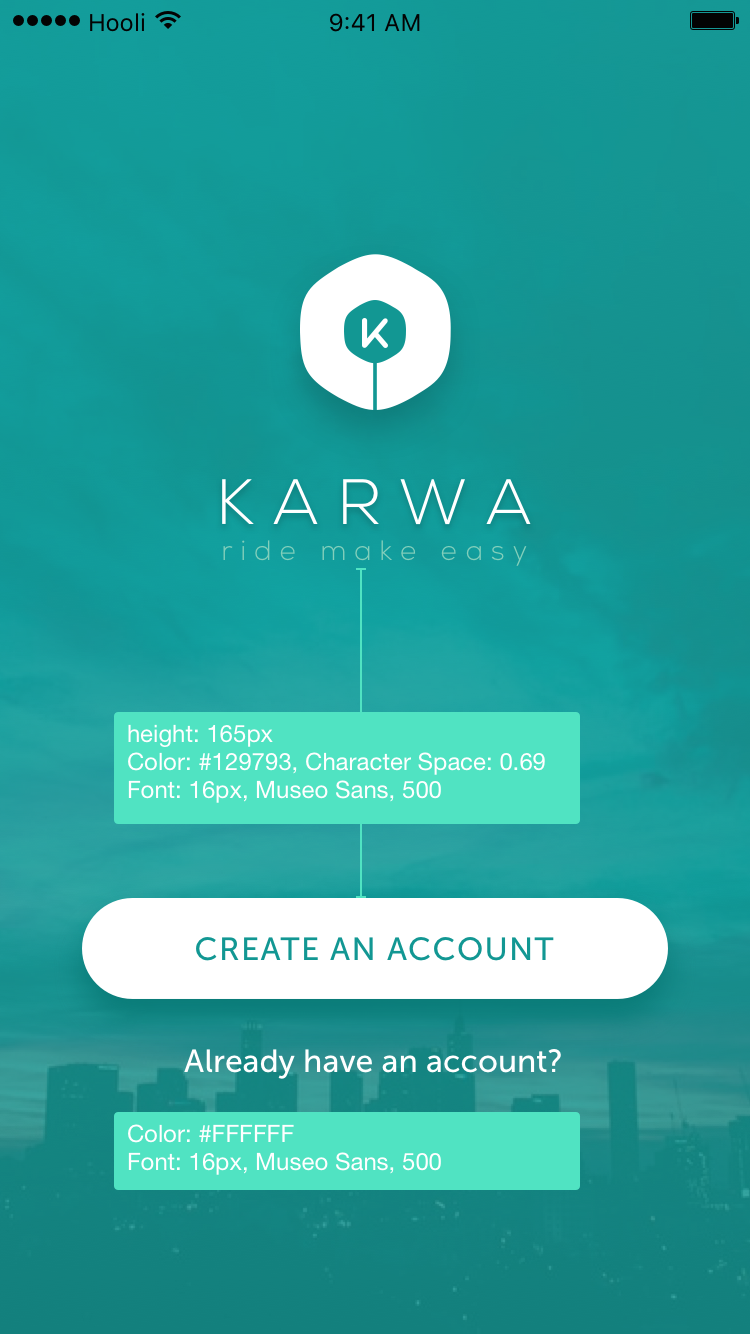 Hooli 9:41 AM
K
KARWA
ride make easy
height: 165px
Color: #129793, Character Space: 0.69
Font: 16px, Museo Sans, 500
CREATE AN ACCOUNT
Already have an account?
Color: #FFFFFF
Font: 16px, Museo Sans, 500